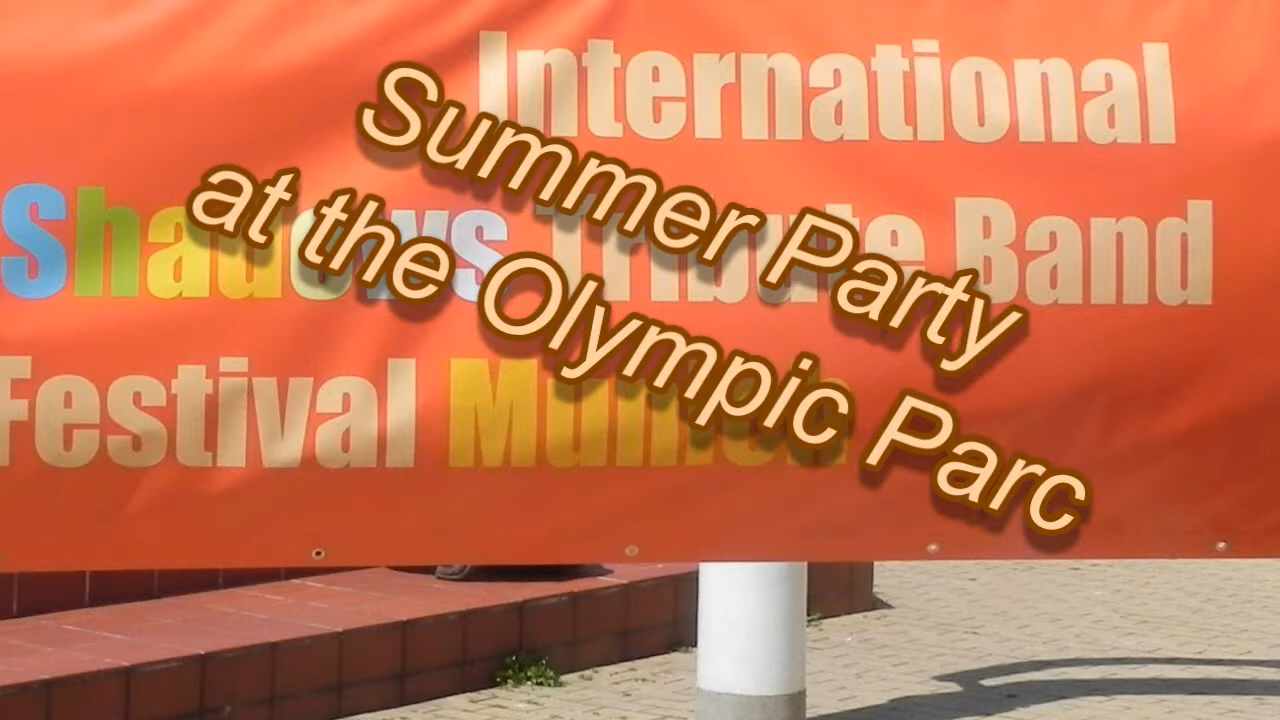 International
Shadows Tribute Band
Festival
Summer Party
at the Olympic Parc